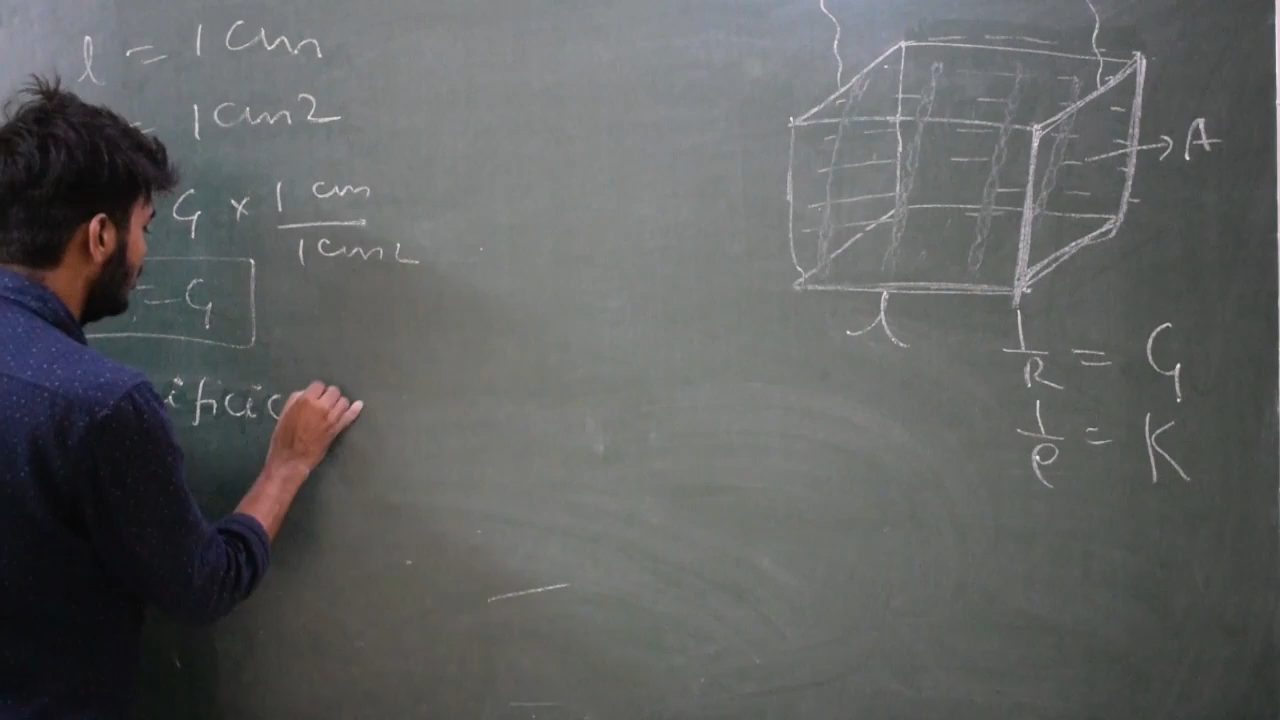 l = 1 cm
= 1 cm2
G × 1 cm
1 cm2
= G
ific
A
l
1/R = G
1/ρ = K